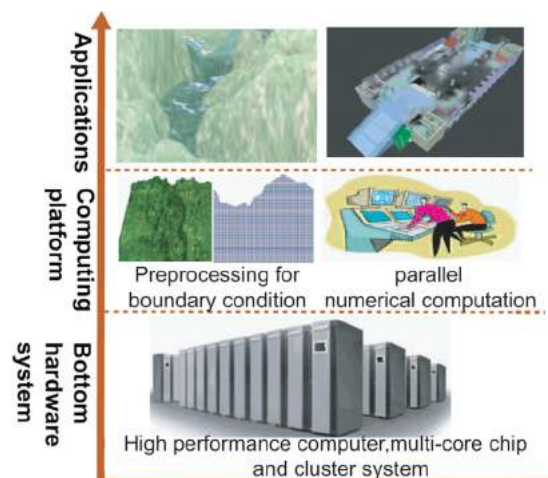 Applications
Computing
platform
Preprocessing for
boundary condition
parallel
numerical computation
Bottom
hardware
system
High performance computer,multi-core chip
and cluster system